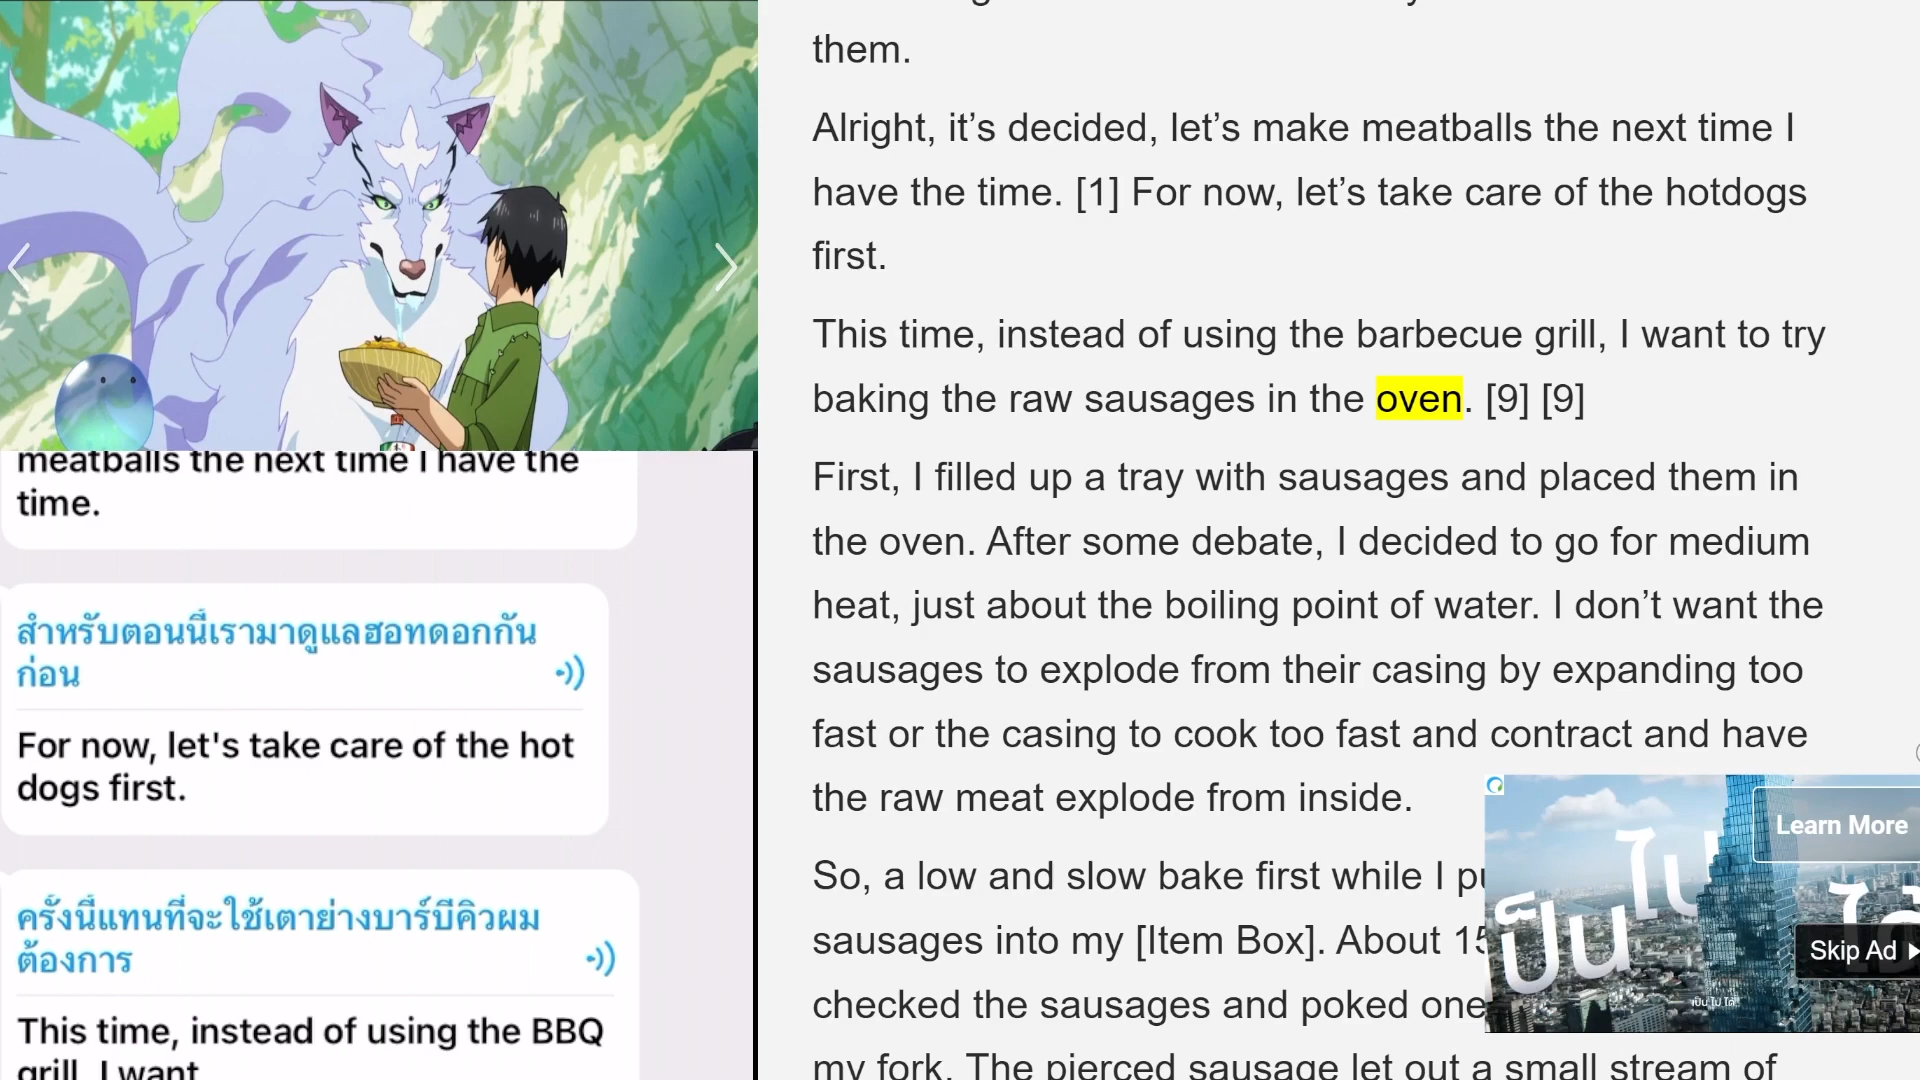 them.
Alright, it’s decided, let’s make meatballs the next time I
have the time. [1] For now, let’s take care of the hotdogs
first.
This time, instead of using the barbecue grill, I want to try
baking the raw sausages in the oven. [9] [9]
First, I filled up a tray with sausages and placed them in
the oven. After some debate, I decided to go for medium
heat, just about the boiling point of water. I don’t want the
sausages to explode from their casing by expanding too
fast or the casing to cook too fast and contract and have
the raw meat explode from inside.
So, a low and slow bake first while I
sausages into my [Item Box]. About 15
checked the sausages and poked one
my fork. The pierced sausage let out a small stream of
meatballs the next time I have the
time.
สำหรับตอนนี้เรามาดูแลฮอทดอกกัน
ก่อน
For now, let's take care of the hot
dogs first.
ครั้งนี้แทนที่จะใช้เตาย่างบาร์บีคิวผม
ต้องการ
This time, instead of using the BBQ
grill, I want
Learn More
เป็นไปได้
Skip Ad